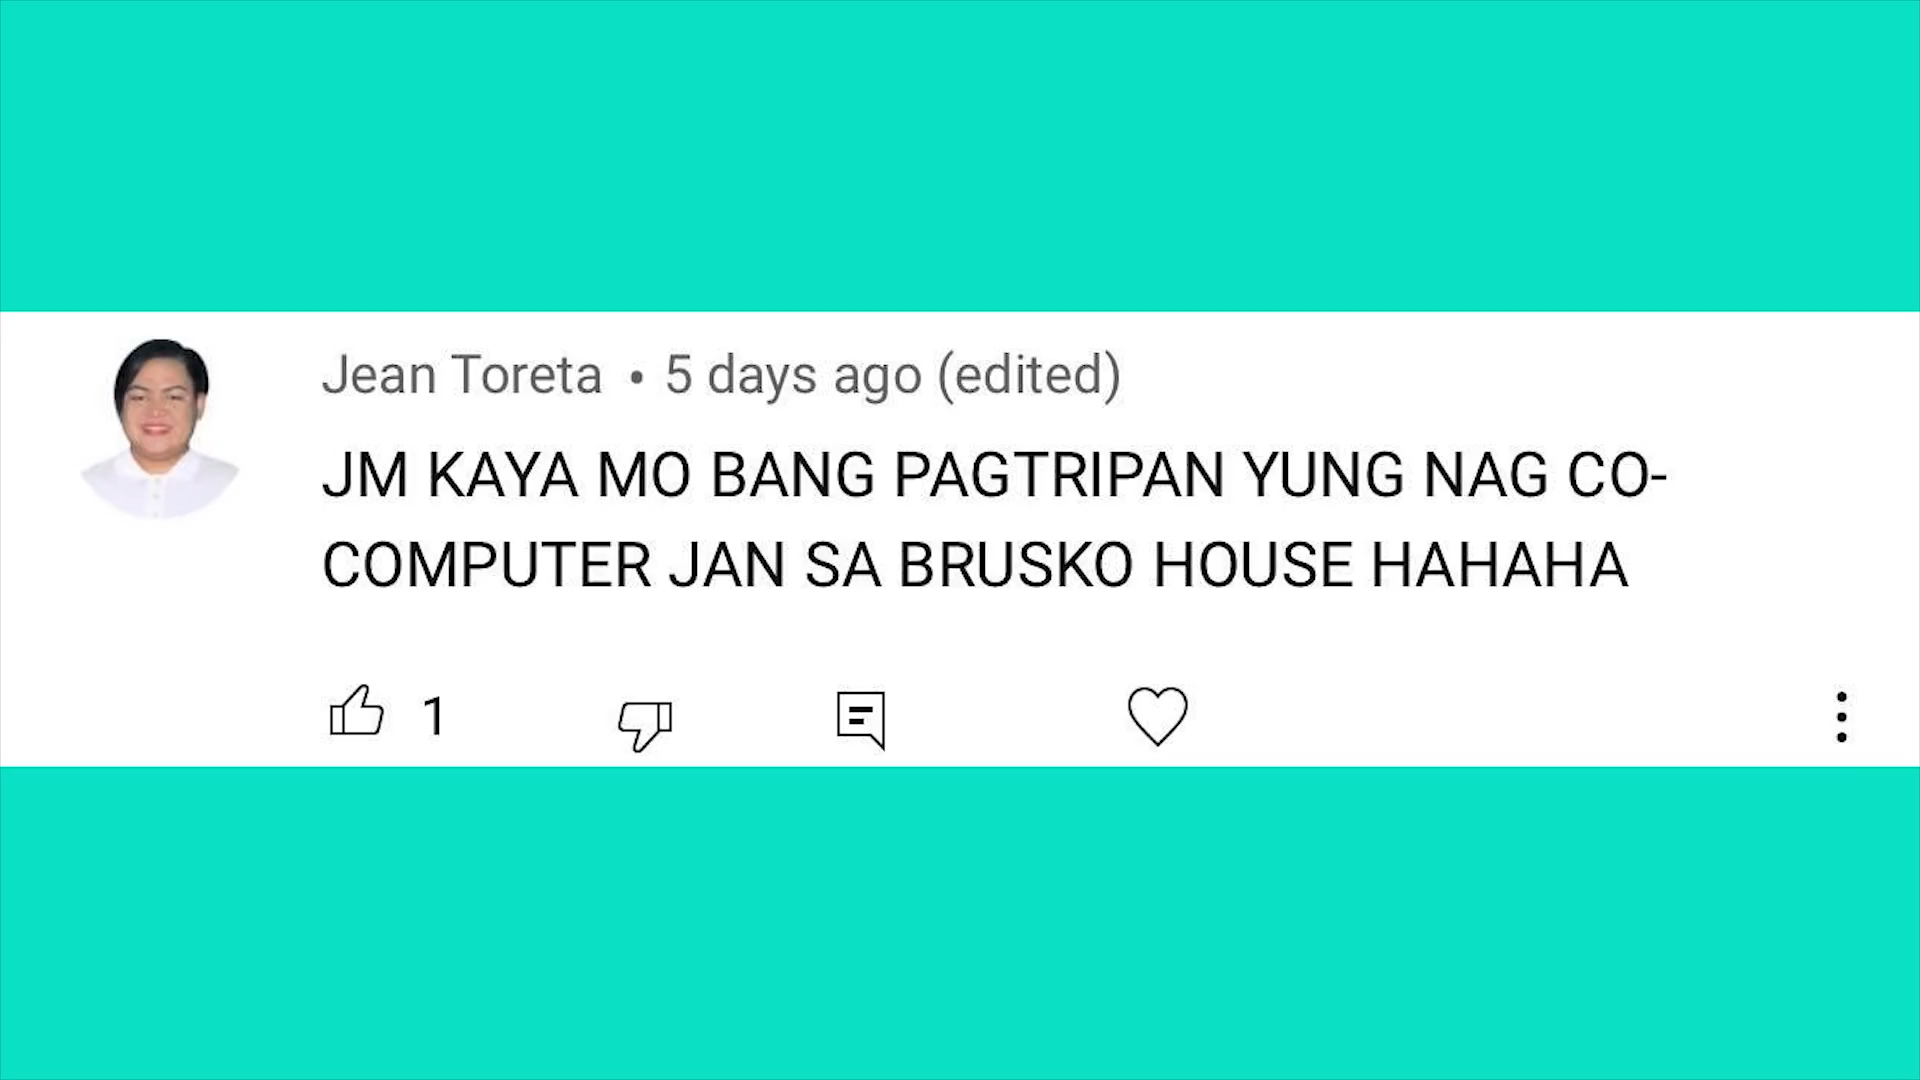 Jean Toreta • 5 days ago (edited)
JM KAYA MO BANG PAGTRIPAN YUNG NAG CO-
COMPUTER JAN SA BRUSKO HOUSE HAHAHA
1